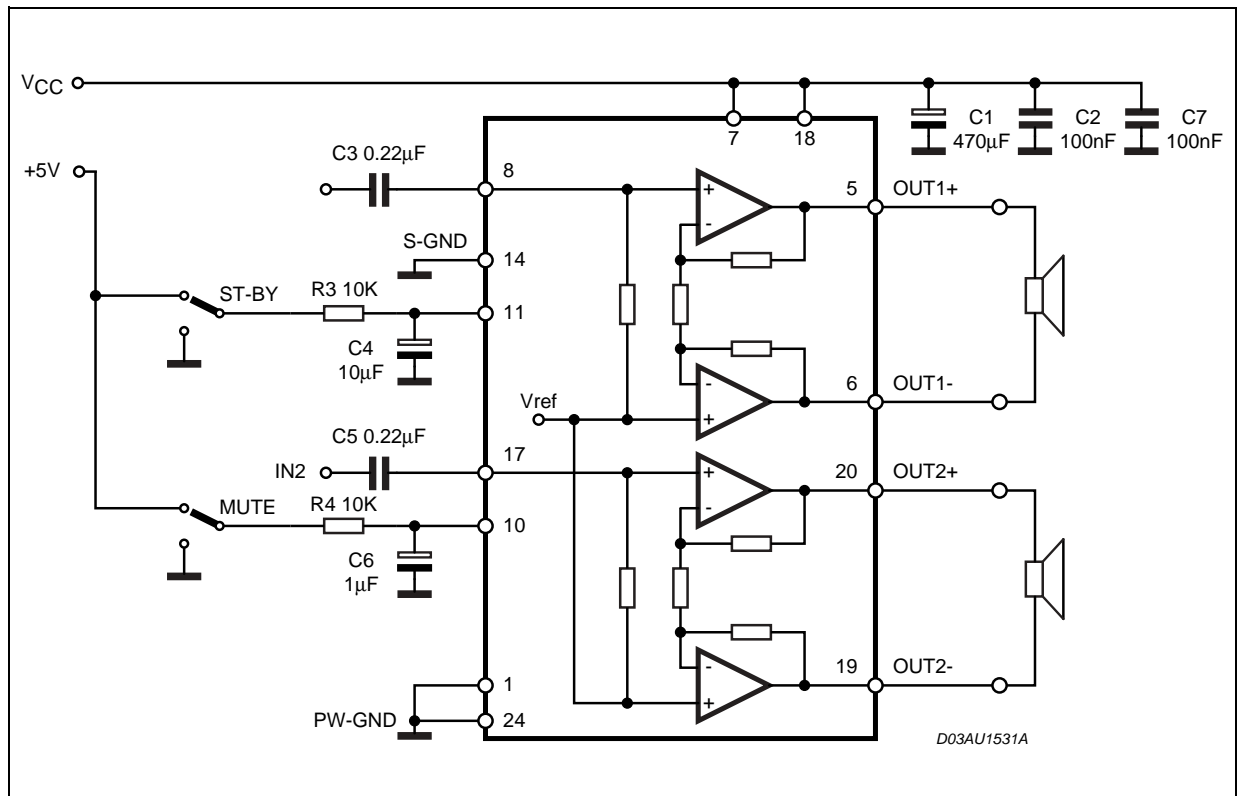 VCC
7
18
C1
470μF
C2
100nF
C7
100nF
+5V
C3 0.22μF
8
5
OUT1+
S-GND
14
+
-
ST-BY
R3 10K
11
C4
10μF
-
+
6
OUT1-
Vref
C5 0.22μF
IN2
17
+
-
20
OUT2+
MUTE
R4 10K
10
C6
1μF
-
+
19
OUT2-
1
PW-GND
24
D03AU1531A